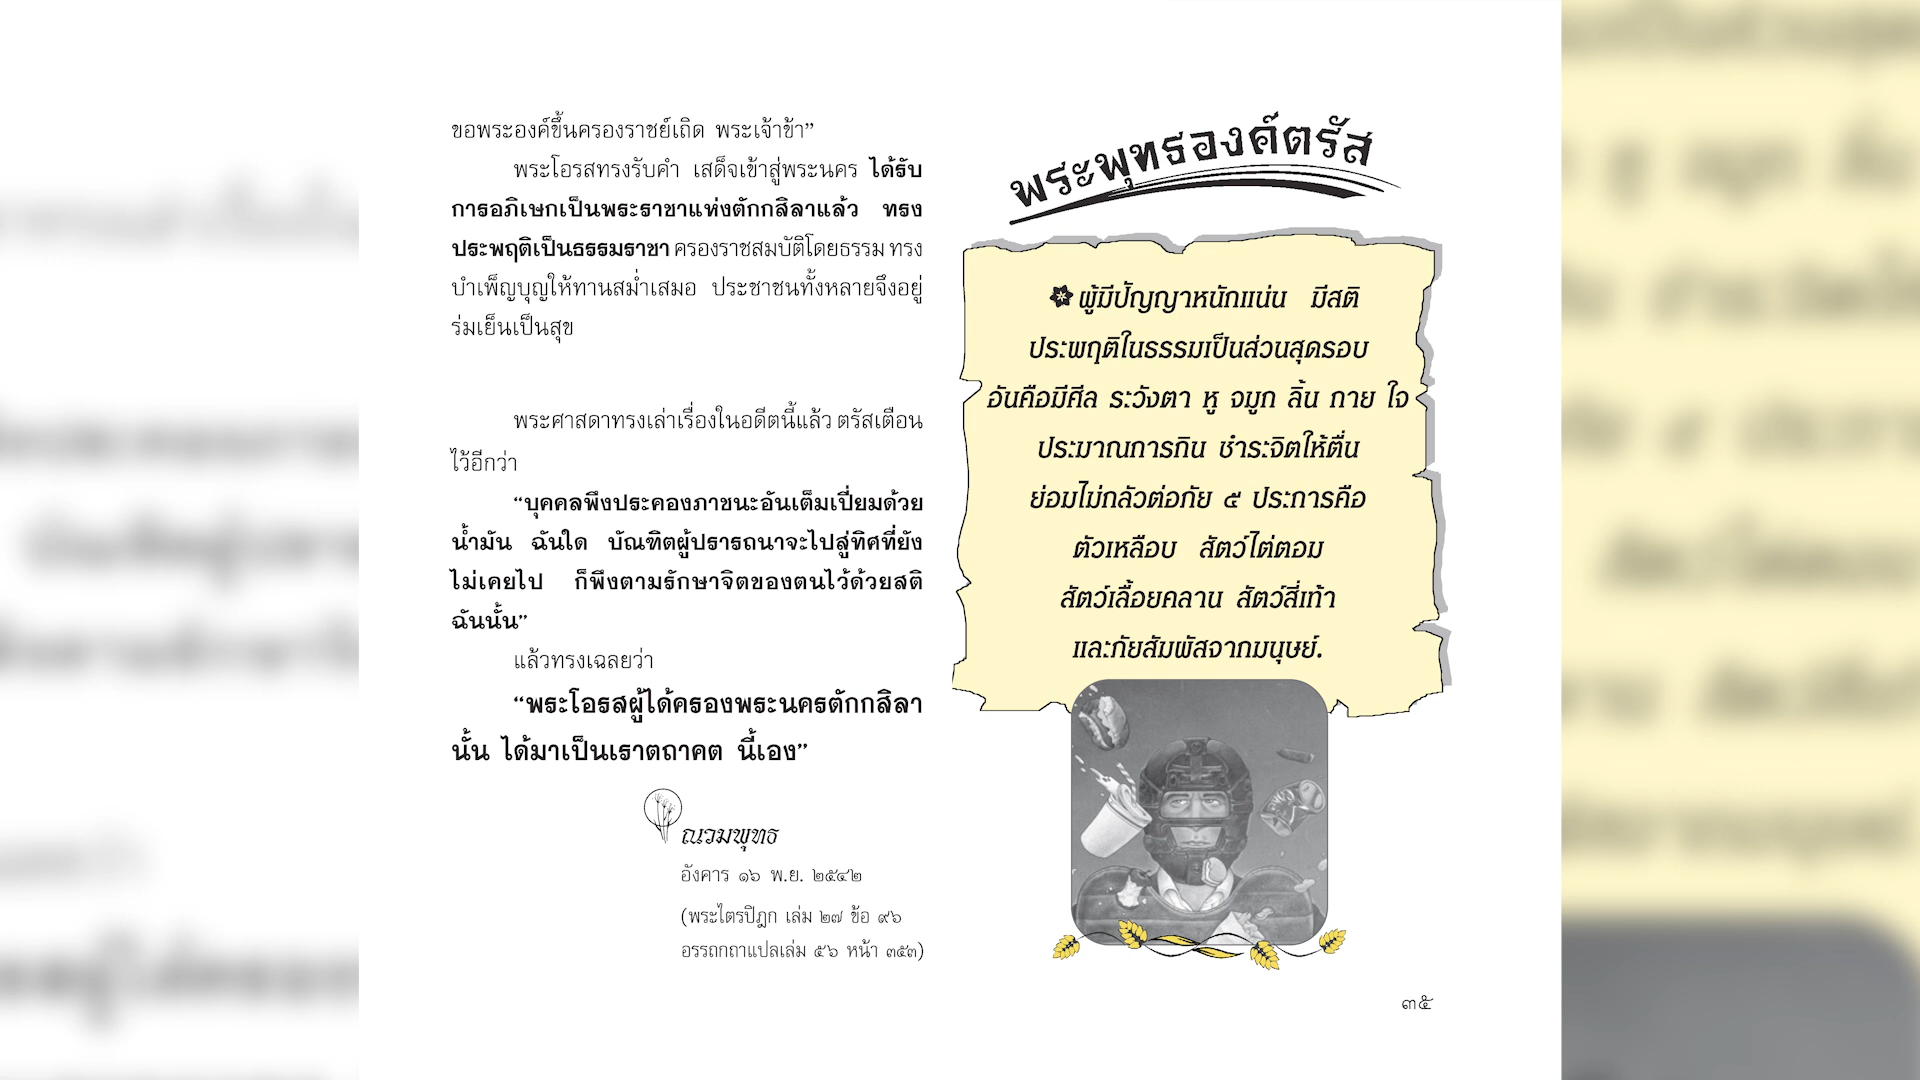 ขอพระองค์ขึ้นครองราชย์เถิด พระเจ้าข้า”
พระโอรสทรงรับคำ เสด็จเข้าสู่พระนคร ได้รับ
การอภิเษกเป็นพระราชาแห่งตักกสิลาแล้ว ทรง
ประพฤติเป็นธรรมราชา ครองราชสมบัติโดยธรรม ทรง
บำเพ็ญบุญให้ทานสม่ำเสมอ ประชาชนทั้งหลายจึงอยู่
ร่มเย็นเป็นสุข
พระศาสดาทรงเล่าเรื่องในอดีตนี้แล้ว ตรัสเตือน
ไว้อีกว่า
“บุคคลพึงประคองภาชนะอันเต็มเปี่ยมด้วย
น้ำมัน ฉันใด บัณฑิตผู้ปรารถนาจะไปสู่ทิศที่ยัง
ไม่เคยไป ก็พึงตามรักษาจิตของตนไว้ด้วยสติ
ฉันนั้น”
แล้วทรงเฉลยว่า
“พระโอรสผู้ได้ครองพระนครตักกสิลา
นั้น ได้มาเป็นเราตถาคต นี้เอง”
ณวมพุทธ
อังคาร ๑๖ พ.ย. ๒๕๔๒
(พระไตรปิฎก เล่ม ๒๗ ข้อ ๙๖
อรรถกถาแปลเล่ม ๕๖ หน้า ๓๕๓)
พระพุทธองค์ตรัส
ผู้มีปัญญาหนักแน่น มีสติ
ประพฤติในธรรมเป็นส่วนสุดรอบ
อันคือมีศีล ระวังตา หู จมูก ลิ้น กาย ใจ
ประมาณการกิน ชำระจิตให้ตื่น
ย่อมไม่กลัวต่อภัย ๕ ประการคือ
ตัวเหลือบ สัตว์ไต่ตอม
สัตว์เลื้อยคลาน สัตว์สี่เท้า
และภัยสัมผัสจากมนุษย์.
๓๕